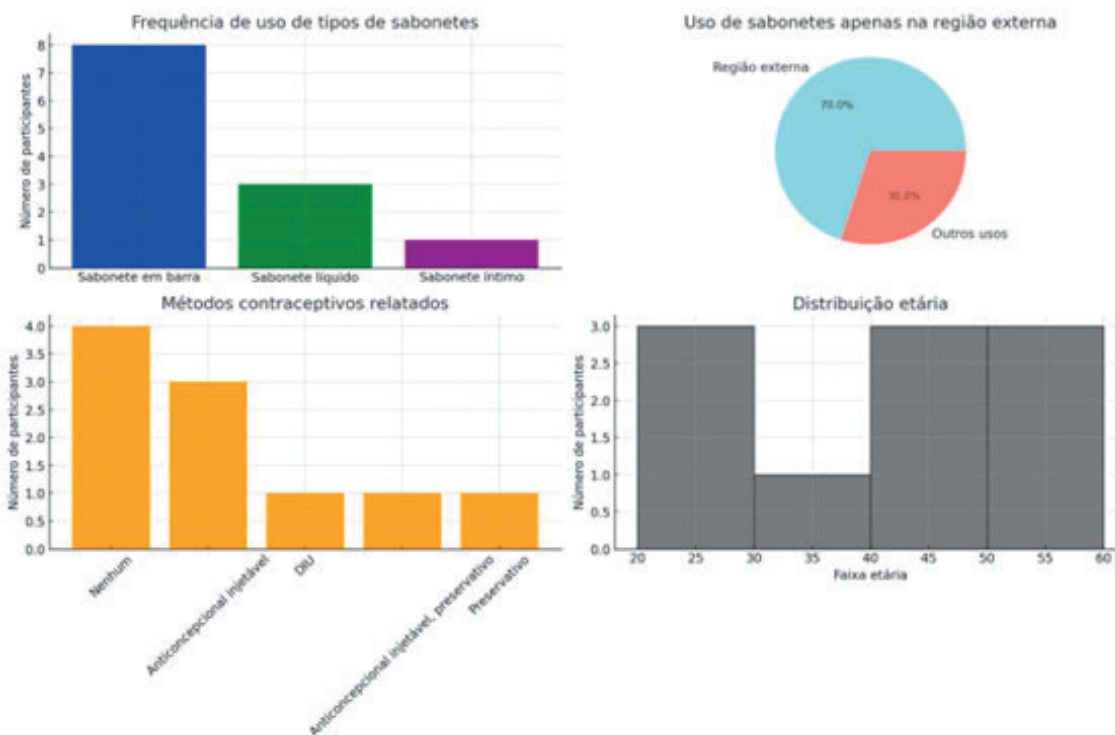 Frequência de uso de tipos de sabonetes
Número de participantes
8
7
6
5
4
3
2
1
0
Sabonete em barra
Sabonete líquido
Sabonete íntimo
Uso de sabonetes apenas na região externa
Região externa
70.0%
30.0%
Outros usos
Métodos contraceptivos relatados
Número de participantes
4.0
3.5
3.0
2.5
2.0
1.5
1.0
0.5
0.0
Nenhum
Anticoncepcional injetável
DIU
Anticoncepcional injetável, preservativo
Preservativo
Distribuição etária
Número de participantes
3.0
2.5
2.0
1.5
1.0
0.5
0.0
20 25 30 35 40 45 50 55 60
Faixa etária